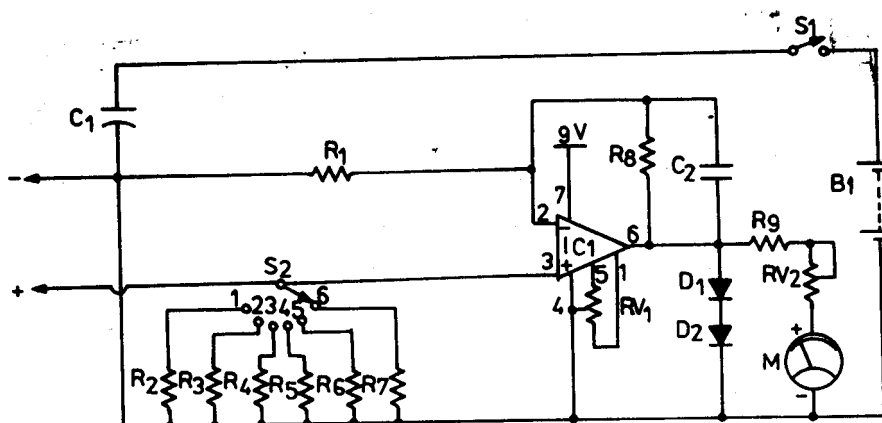 S1
C1
R1
9V
R8
C2
B1
-
7
2
-
IC1
6
R9
3
+
5
1
+
S2
D1
RV2
1 2 3 4 5 6
4
RV1
D2
+
M
-
R2 R3 R4 R5 R6 R7